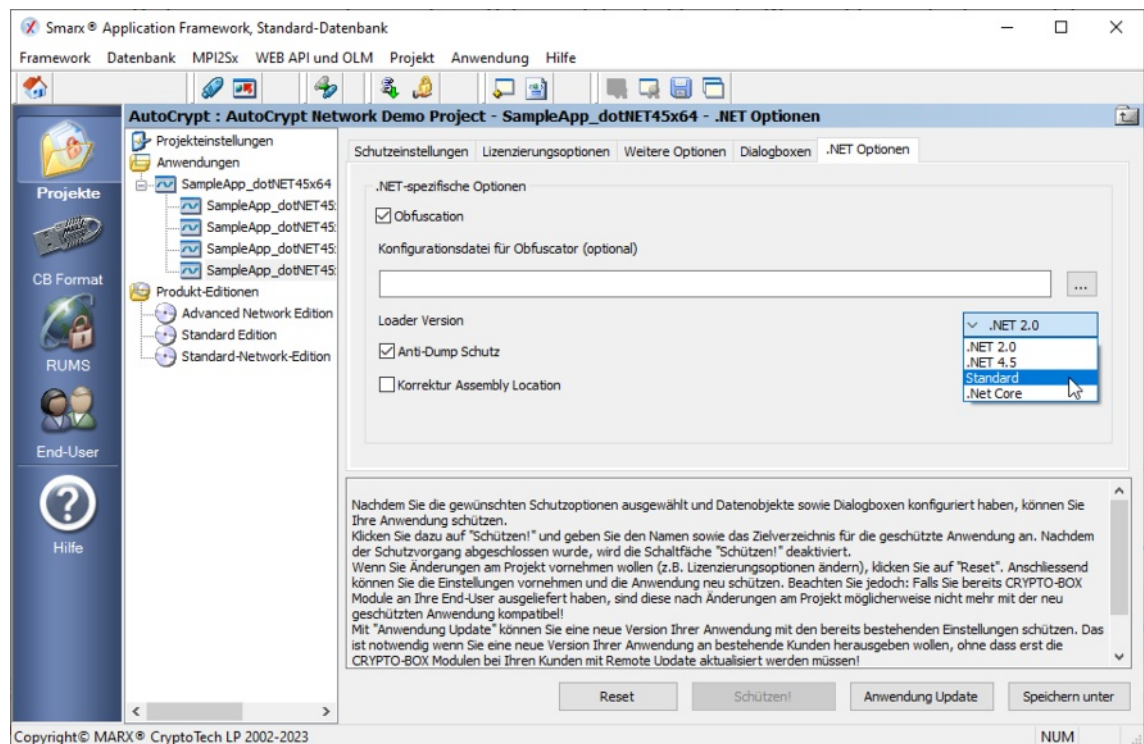 Smarx® Application Framework, Standard-Datenbank
Framework Datenbank MPI2Sx WEB API und OLM Projekt Anwendung Hilfe
AutoCrypt : AutoCrypt Network Demo Project - SampleApp_dotNET45x64 - .NET Optionen
Projekte
CB Format
RUMS
End-User
Hilfe
Projekteinstellungen
Anwendungen
SampleApp_dotNET45x64
SampleApp_dotNET45:
SampleApp_dotNET45:
SampleApp_dotNET45:
SampleApp_dotNET45:
Produkt-Editionen
Advanced Network Edition
Standard Edition
Standard-Network-Edition
Schutzeinstellungen Lizenzierungsoptionen Weitere Optionen Dialogboxen .NET Optionen
.NET-spezifische Optionen
Obfuscation
Konfigurationsdatei für Obfuscator (optional)
...
Loader Version
.NET 2.0
.NET 2.0
.NET 4.5
Standard
.Net Core
Anti-Dump Schutz
Korrektur Assembly Location
Nachdem Sie die gewünschten Schutzoptionen ausgewählt und Datenobjekte sowie Dialogboxen konfiguriert haben, können Sie
Ihre Anwendung schützen.
Klicken Sie dazu auf "Schützen!" und geben Sie den Namen sowie das Zielverzeichnis für die geschützte Anwendung an. Nachdem
der Schutzvorgang abgeschlossen wurde, wird die Schaltfäche "Schützen!" deaktiviert.
Wenn Sie Änderungen am Projekt vornehmen wollen (z.B. Lizenzierungsoptionen ändern), klicken Sie auf "Reset". Anschliessend
können Sie die Einstellungen vornehmen und die Anwendung neu schützen. Beachten Sie jedoch: Falls Sie bereits CRYPTO-BOX
Module an Ihre End-User ausgeliefert haben, sind diese nach Änderungen am Projekt möglicherweise nicht mehr mit der neu
geschützten Anwendung kompatibel!
Mit "Anwendung Update" können Sie eine neue Version Ihrer Anwendung mit den bereits bestehenden Einstellungen schützen. Das
ist notwendig wenn Sie eine neue Version Ihrer Anwendung an bestehende Kunden herausgeben wollen, ohne dass erst die
CRYPTO-BOX Modulen bei Ihren Kunden mit Remote Update aktualisiert werden müssen!
Reset Schützen! Anwendung Update Speichern unter
Copyright© MARX® CryptoTech LP 2002-2023 NUM